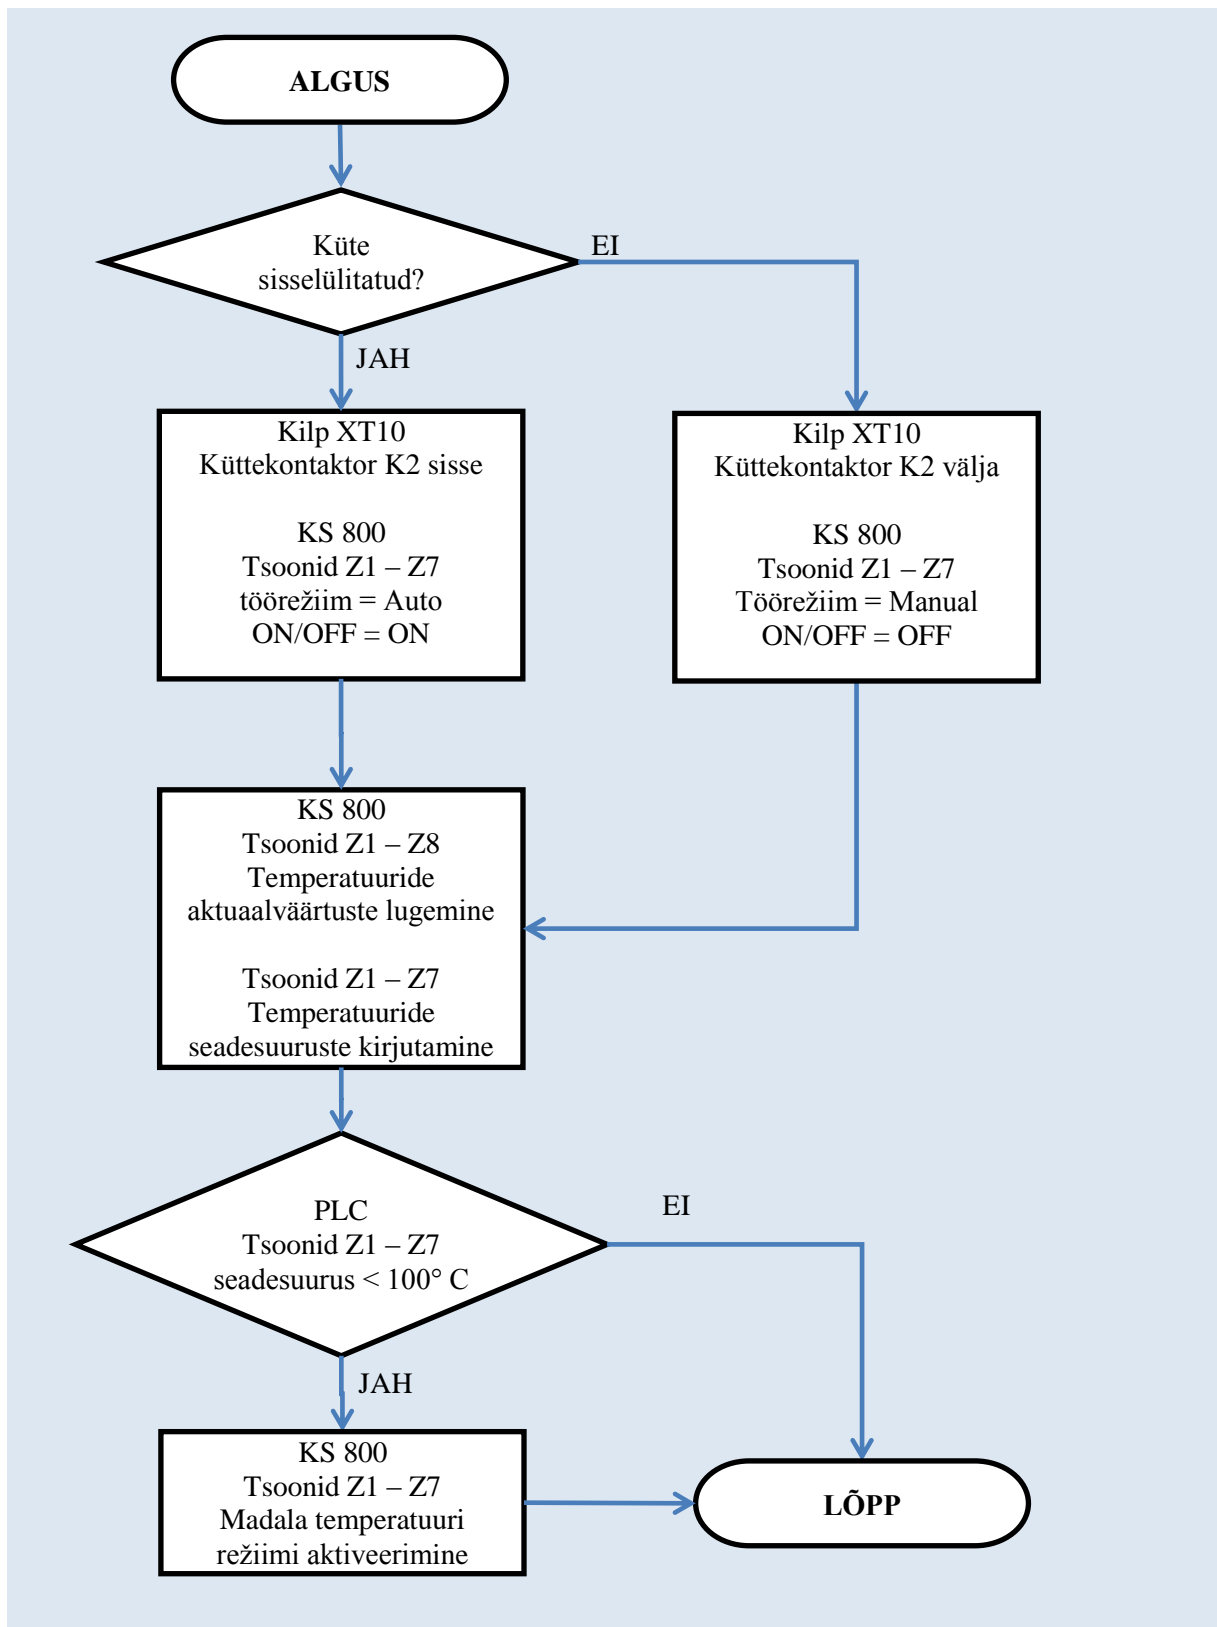 ALGUS
Küte
sisselülitatud?
EI
JAH
Kilp XT10
Küttekontaktor K2 sisse
KS 800
Tsoonid Z1 – Z7
töörežiim = Auto
ON/OFF = ON
Kilp XT10
Küttekontaktor K2 välja
KS 800
Tsoonid Z1 – Z7
Töörežiim = Manual
ON/OFF = OFF
KS 800
Tsoonid Z1 – Z8
Temperatuuride
aktuaalväärtuste lugemine
Tsoonid Z1 – Z7
Temperatuuride
seadesuuruste kirjutamine
PLC
Tsoonid Z1 – Z7
seadesuurus < 100° C
EI
JAH
KS 800
Tsoonid Z1 – Z7
Madala temperatuuri
režiimi aktiveerimine
LÕPP